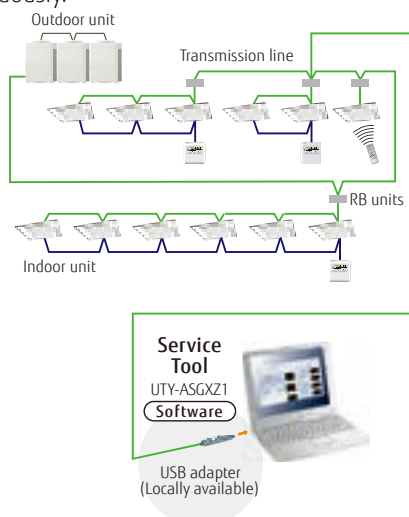 Outdoor unit
Transmission line
RB units
Indoor unit
Service
Tool
UTY-ASGXZ1
Software
USB adapter
(Locally available)